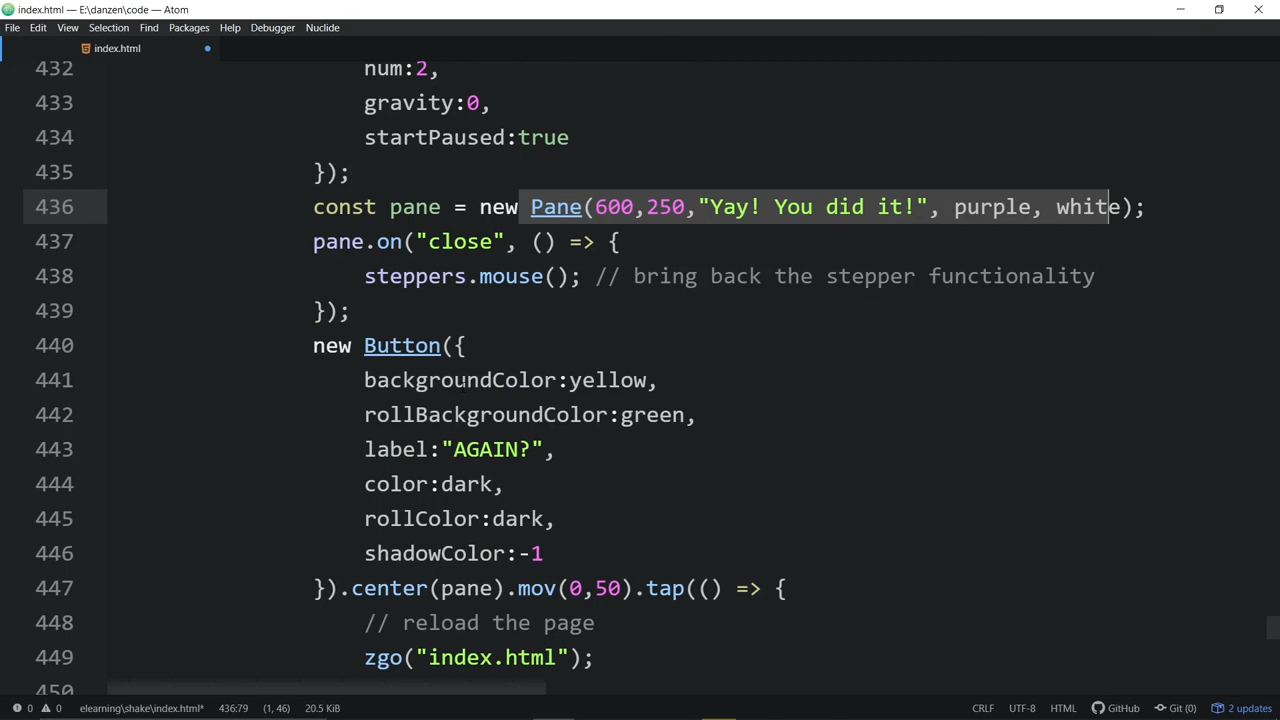 index.html — E:\danzen\code — Atom
File Edit View Selection Find Packages Help Debugger Nuclide
index.html
432 num:2,
433 gravity:0,
434 startPaused:true
435 });
436 const pane = new Pane(600,250,"Yay! You did it!", purple, white);
437 pane.on("close", () => {
438 steppers.mouse(); // bring back the stepper functionality
439 });
440 new Button({
441 backgroundColor:yellow,
442 rollBackgroundColor:green,
443 label:"AGAIN?",
444 color:dark,
445 rollColor:dark,
446 shadowColor:-1
447 }).center(pane).mov(0,50).tap(() => {
448 // reload the page
449 zgo("index.html");
450
0 0 elearning\shake\index.html* 436:79 (1, 46) 20.5 KiB CRLF UTF-8 HTML GitHub Git (0) 2 updates